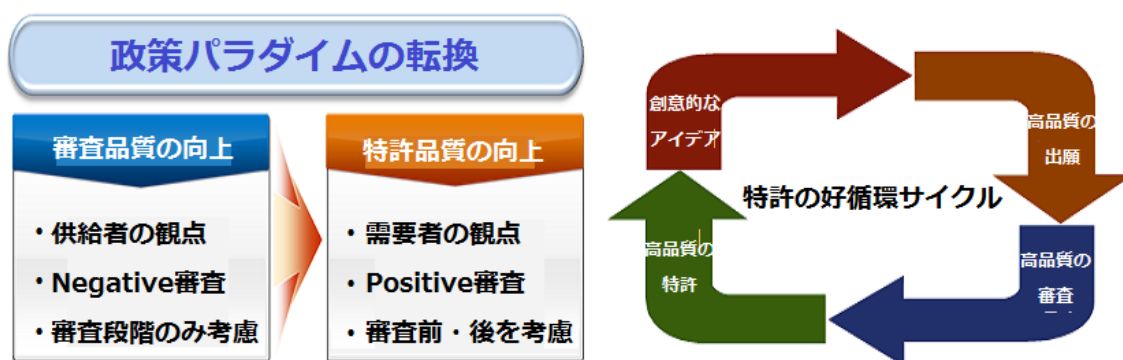 政策パラダイムの転換
審査品質の向上
・供給者の観点
・Negative審査
・審査段階のみ考慮
特許品質の向上
・需要者の観点
・Positive審査
・審査前・後を考慮
創意的な
アイデア
高品質の
出願
特許の好循環サイクル
高品質の
審査
高品質の
特許